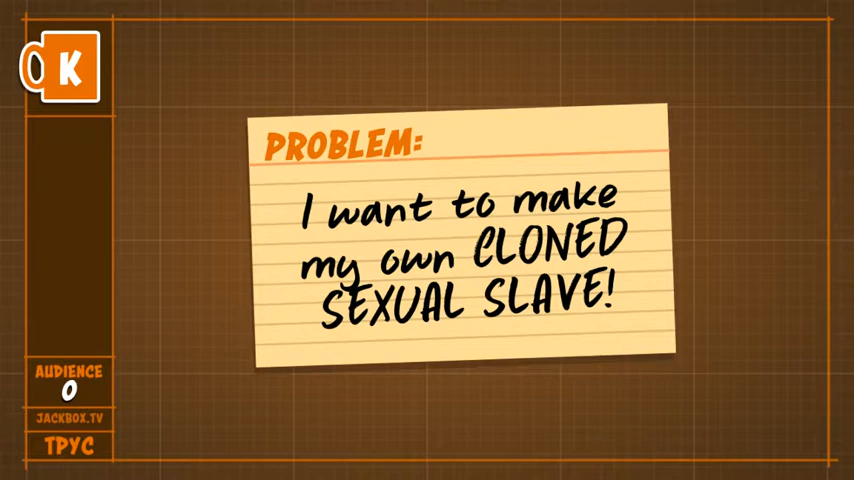 K
PROBLEM:
I want to make
my own CLONED
SEXUAL SLAVE!
AUDIENCE
0
JACKBOX.TV
TPYC